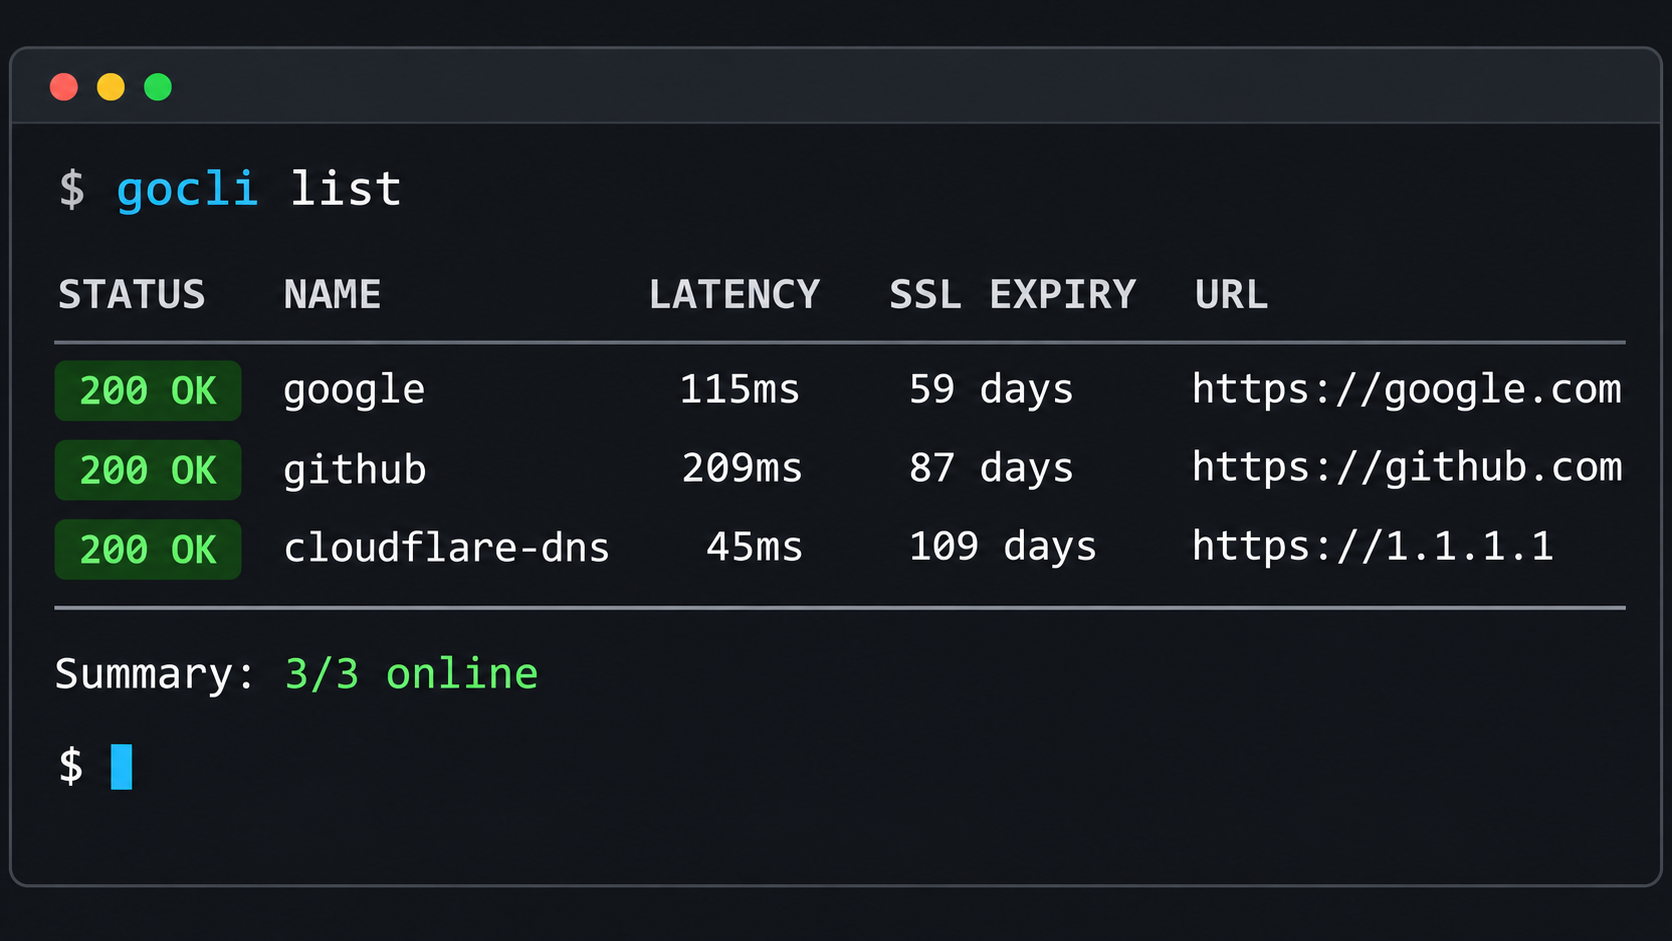 $ gocli list
STATUS NAME LATENCY SSL EXPIRY URL
200 OK google 115ms 59 days https://google.com
200 OK github 209ms 87 days https://github.com
200 OK cloudflare-dns 45ms 109 days https://1.1.1.1
Summary: 3/3 online
$